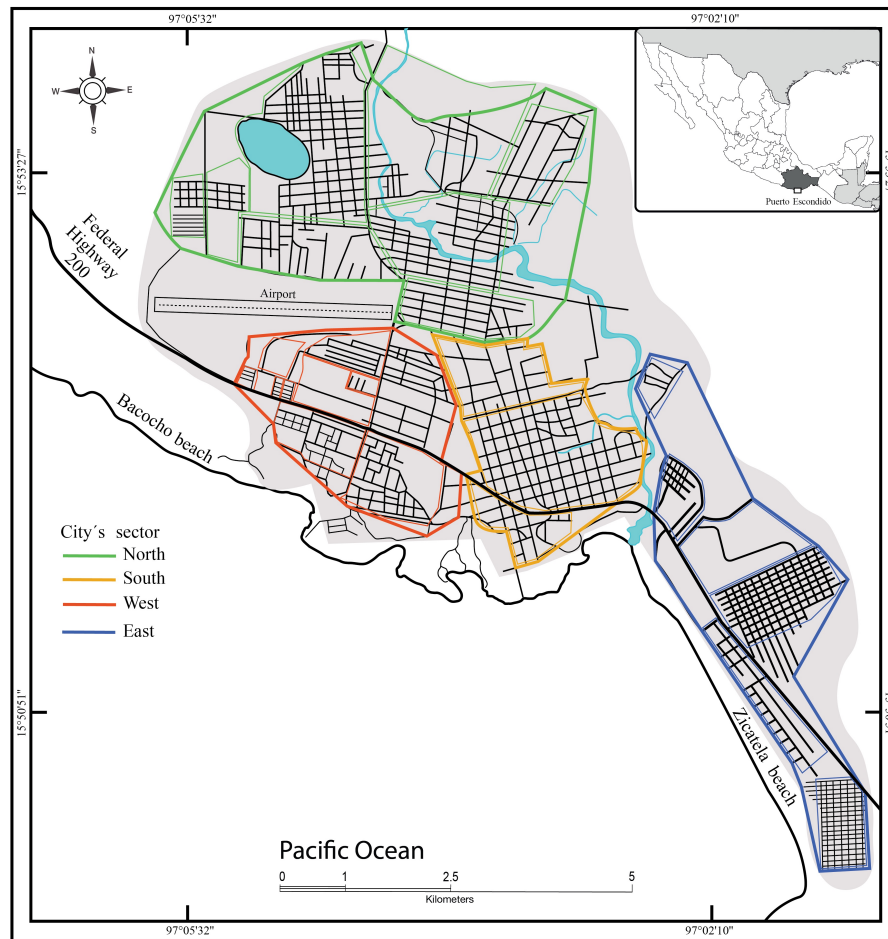 97°05'32"
97°02'10"
N
W
E
S
15°53'27"
Puerto Escondido
Federal
Highway
200
Airport
Bacocho beach
City´s sector
North
South
West
East
15°50'51"
Zicatela beach
Pacific Ocean
0
1
2.5
5
Kilometers
97°05'32"
97°02'10"